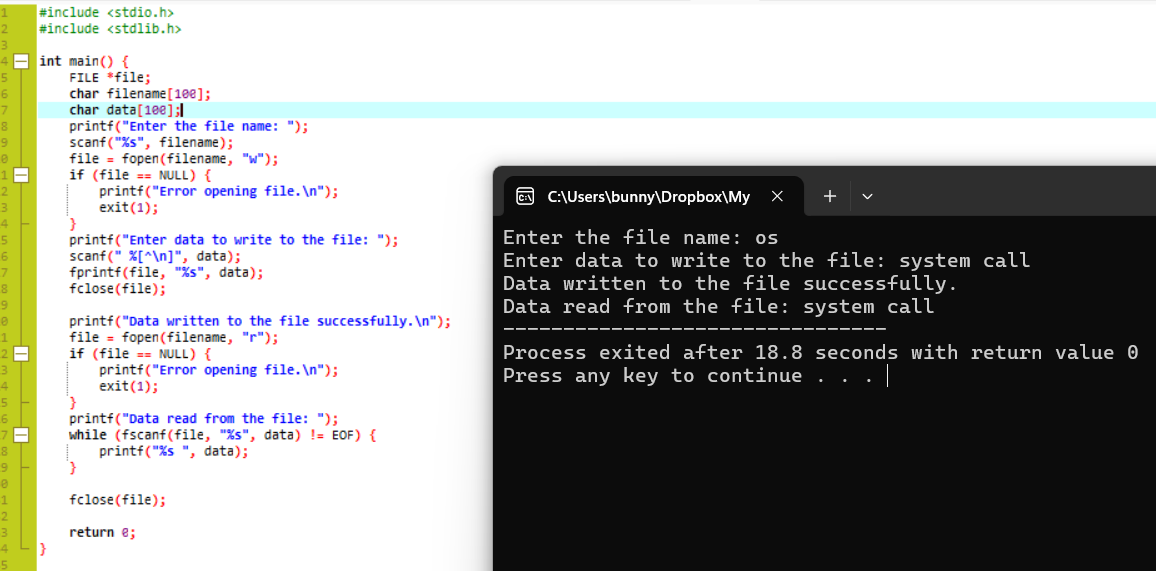 1 #include <stdio.h>
2 #include <stdlib.h>
3
4 int main() {
5 FILE *file;
6 char filename[100];
7 char data[100];
8 printf("Enter the file name: ");
9 scanf("%s", filename);
0 file = fopen(filename, "w");
1 if (file == NULL) {
2 printf("Error opening file.\n");
3 exit(1);
4 }
5 printf("Enter data to write to the file: ");
6 scanf(" %[^\n]", data);
7 fprintf(file, "%s", data);
8 fclose(file);
9
0 printf("Data written to the file successfully.\n");
1 file = fopen(filename, "r");
2 if (file == NULL) {
3 printf("Error opening file.\n");
4 exit(1);
5 }
6 printf("Data read from the file: ");
7 while (fscanf(file, "%s", data) != EOF) {
8 printf("%s ", data);
9 }
0
1 fclose(file);
2
3 return 0;
4 }
5
C:\Users\bunny\Dropbox\My
Enter the file name: os
Enter data to write to the file: system call
Data written to the file successfully.
Data read from the file: system call
--------------------------------
Process exited after 18.8 seconds with return value 0
Press any key to continue . . .